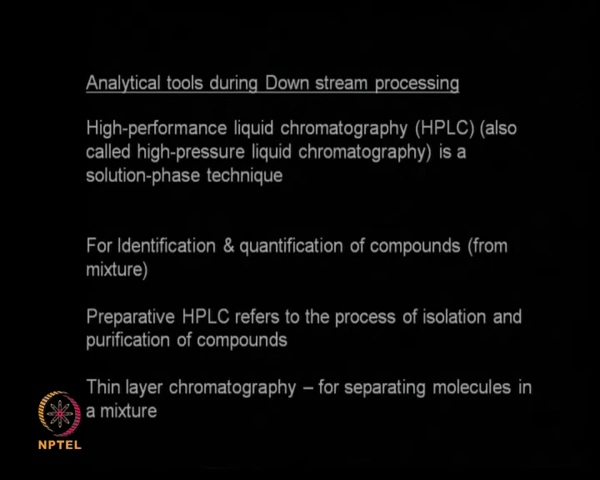 Analytical tools during Down stream processing
High-performance liquid chromatography (HPLC) (also
called high-pressure liquid chromatography) is a
solution-phase technique
For Identification & quantification of compounds (from
mixture)
Preparative HPLC refers to the process of isolation and
purification of compounds
Thin layer chromatography – for separating molecules in
a mixture
NPTEL